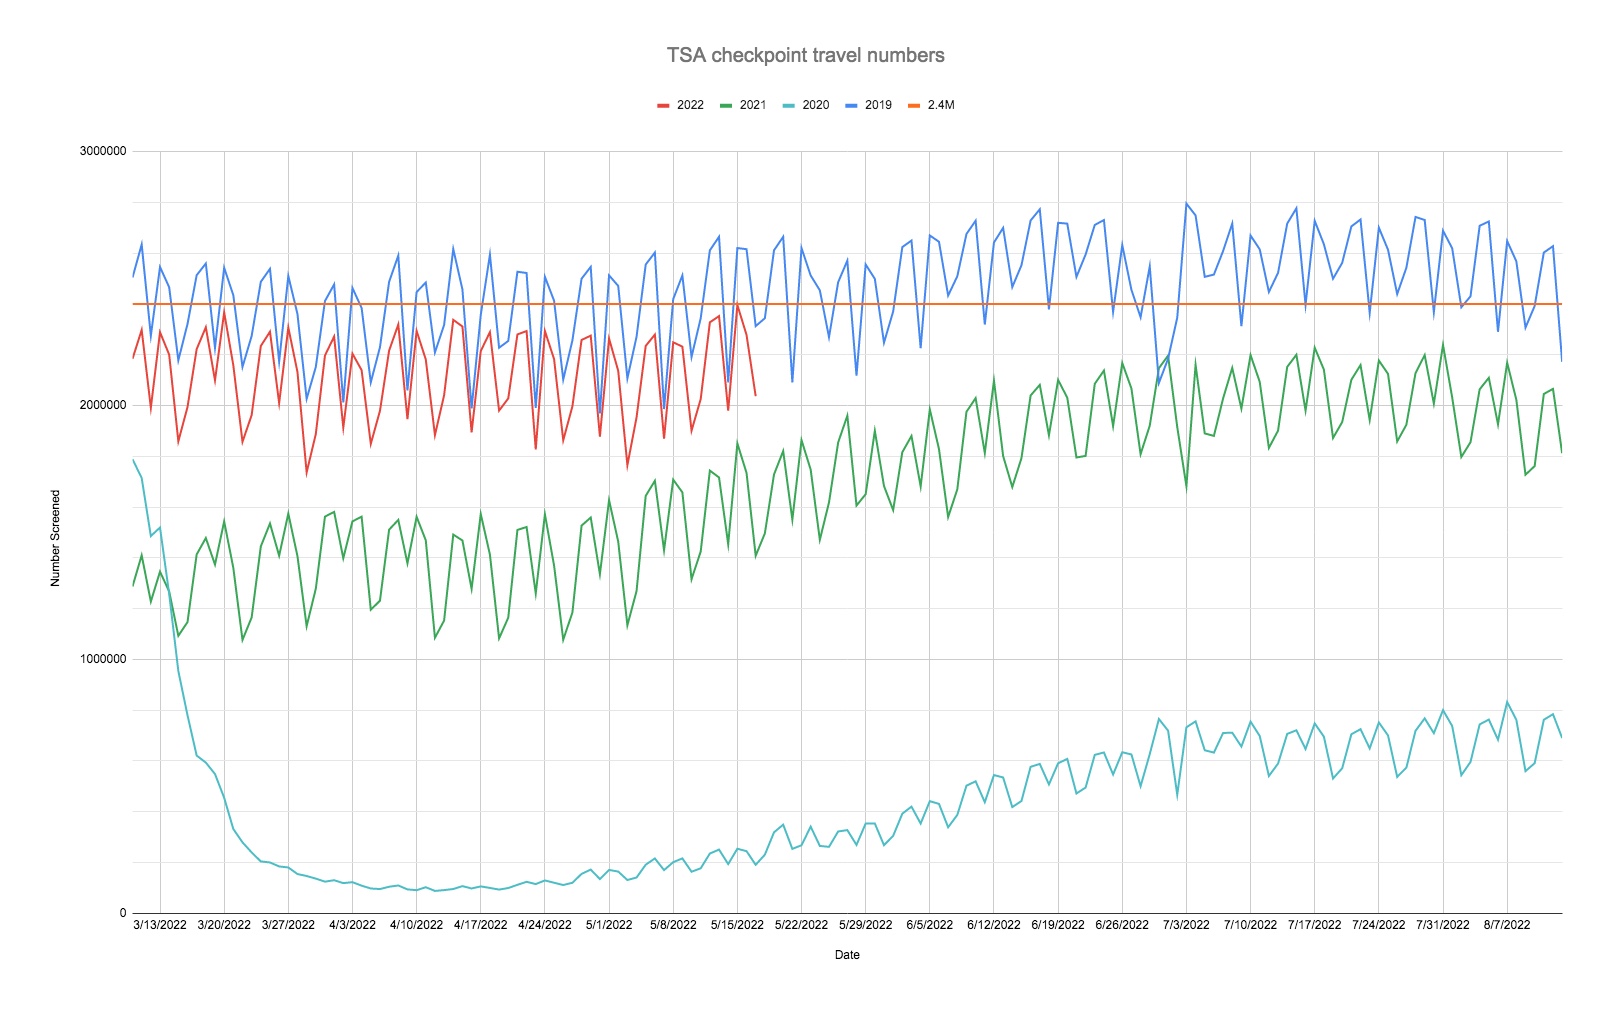 TSA checkpoint travel numbers
2022 2021 2020 2019 2.4M
3000000
2000000
1000000
0
Number Screened
3/13/2022 3/20/2022 3/27/2022 4/3/2022 4/10/2022 4/17/2022 4/24/2022 5/1/2022 5/8/2022 5/15/2022 5/22/2022 5/29/2022 6/5/2022 6/12/2022 6/19/2022 6/26/2022 7/3/2022 7/10/2022 7/17/2022 7/24/2022 7/31/2022 8/7/2022
Date